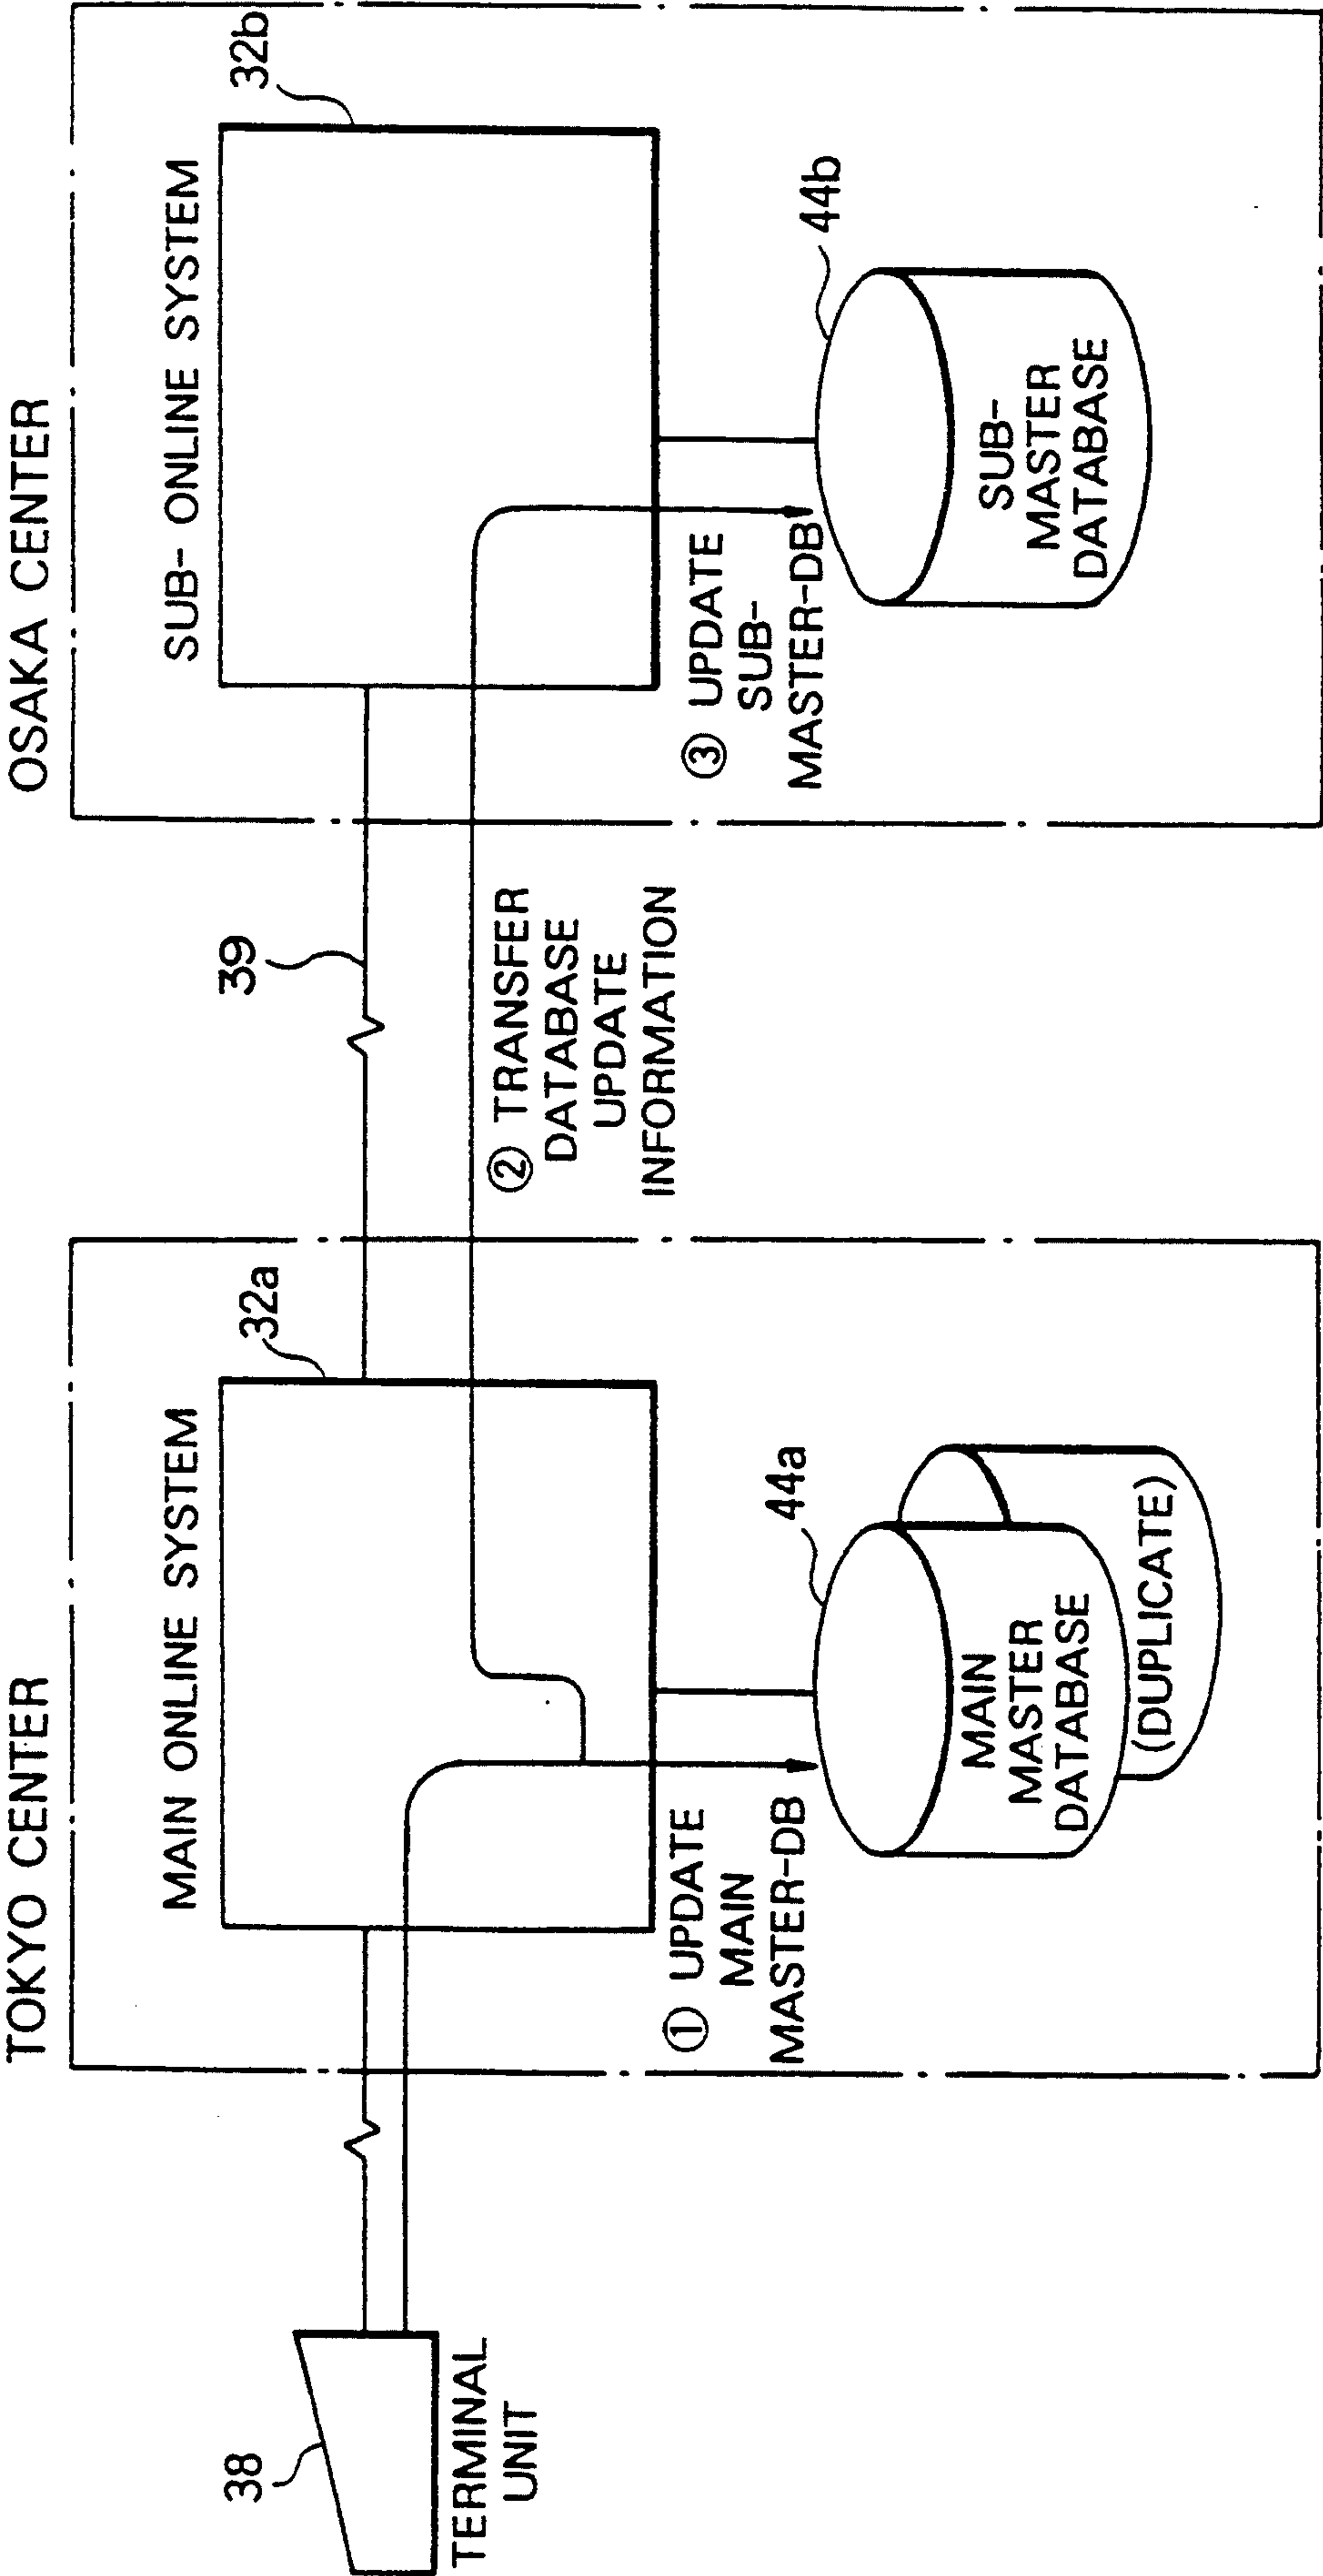 TOKYO CENTER
OSAKA CENTER
MAIN ONLINE SYSTEM
32a
SUB- ONLINE SYSTEM
32b
38
TERMINAL
UNIT
39
① UPDATE
MAIN
MASTER-DB
② TRANSFER
DATABASE
UPDATE
INFORMATION
③ UPDATE
SUB-
MASTER-DB
44a
MAIN
MASTER
DATABASE
(DUPLICATE)
44b
SUB-
MASTER
DATABASE